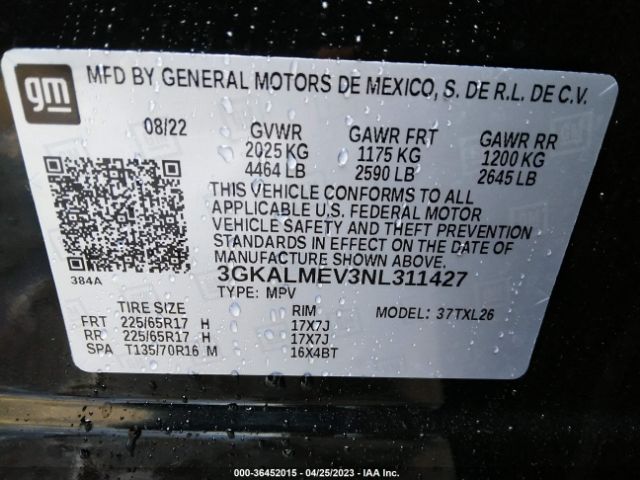 gm
MFD BY GENERAL MOTORS DE MEXICO, S. DE R.L. DE C.V.
08/22 GVWR GAWR FRT GAWR RR
2025 KG 1175 KG 1200 KG
4464 LB 2590 LB 2645 LB
THIS VEHICLE CONFORMS TO ALL
APPLICABLE U.S. FEDERAL MOTOR
VEHICLE SAFETY AND THEFT PREVENTION
STANDARDS IN EFFECT ON THE DATE OF
MANUFACTURE SHOWN ABOVE.
384A 3GKALMEV3NL311427
TYPE: MPV
TIRE SIZE RIM MODEL: 37TXL26
FRT 225/65R17 H 17X7J
RR 225/65R17 H 17X7J
SPA T135/70R16 M 16X4BT
000-36452015 - 04/25/2023 - IAA Inc.